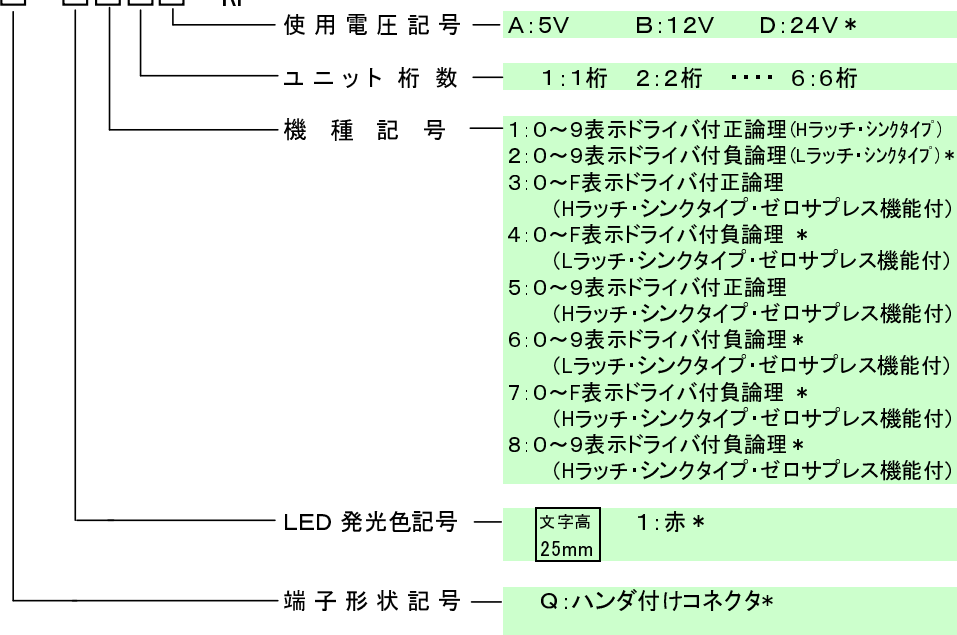 使用電圧記号 A:5V B:12V D:24V*
ユニット桁数 1:1桁 2:2桁 ・・・・ 6:6桁
機種記号 1:0～9表示ドライバ付正論理(Hラッチ・シンクタイプ)
2:0～9表示ドライバ付負論理(Lラッチ・シンクタイプ)*
3:0～F表示ドライバ付正論理
(Hラッチ・シンクタイプ・ゼロサプレス機能付)
4:0～F表示ドライバ付負論理 *
(Lラッチ・シンクタイプ・ゼロサプレス機能付)
5:0～9表示ドライバ付正論理
(Hラッチ・シンクタイプ・ゼロサプレス機能付)
6:0～9表示ドライバ付負論理*
(Lラッチ・シンクタイプ・ゼロサプレス機能付)
7:0～F表示ドライバ付負論理 *
(Hラッチ・シンクタイプ・ゼロサプレス機能付)
8:0～9表示ドライバ付負論理*
(Hラッチ・シンクタイプ・ゼロサプレス機能付)
LED 発光色記号 文字高 1:赤*
25mm
端子形状記号 Q:ハンダ付けコネクタ*